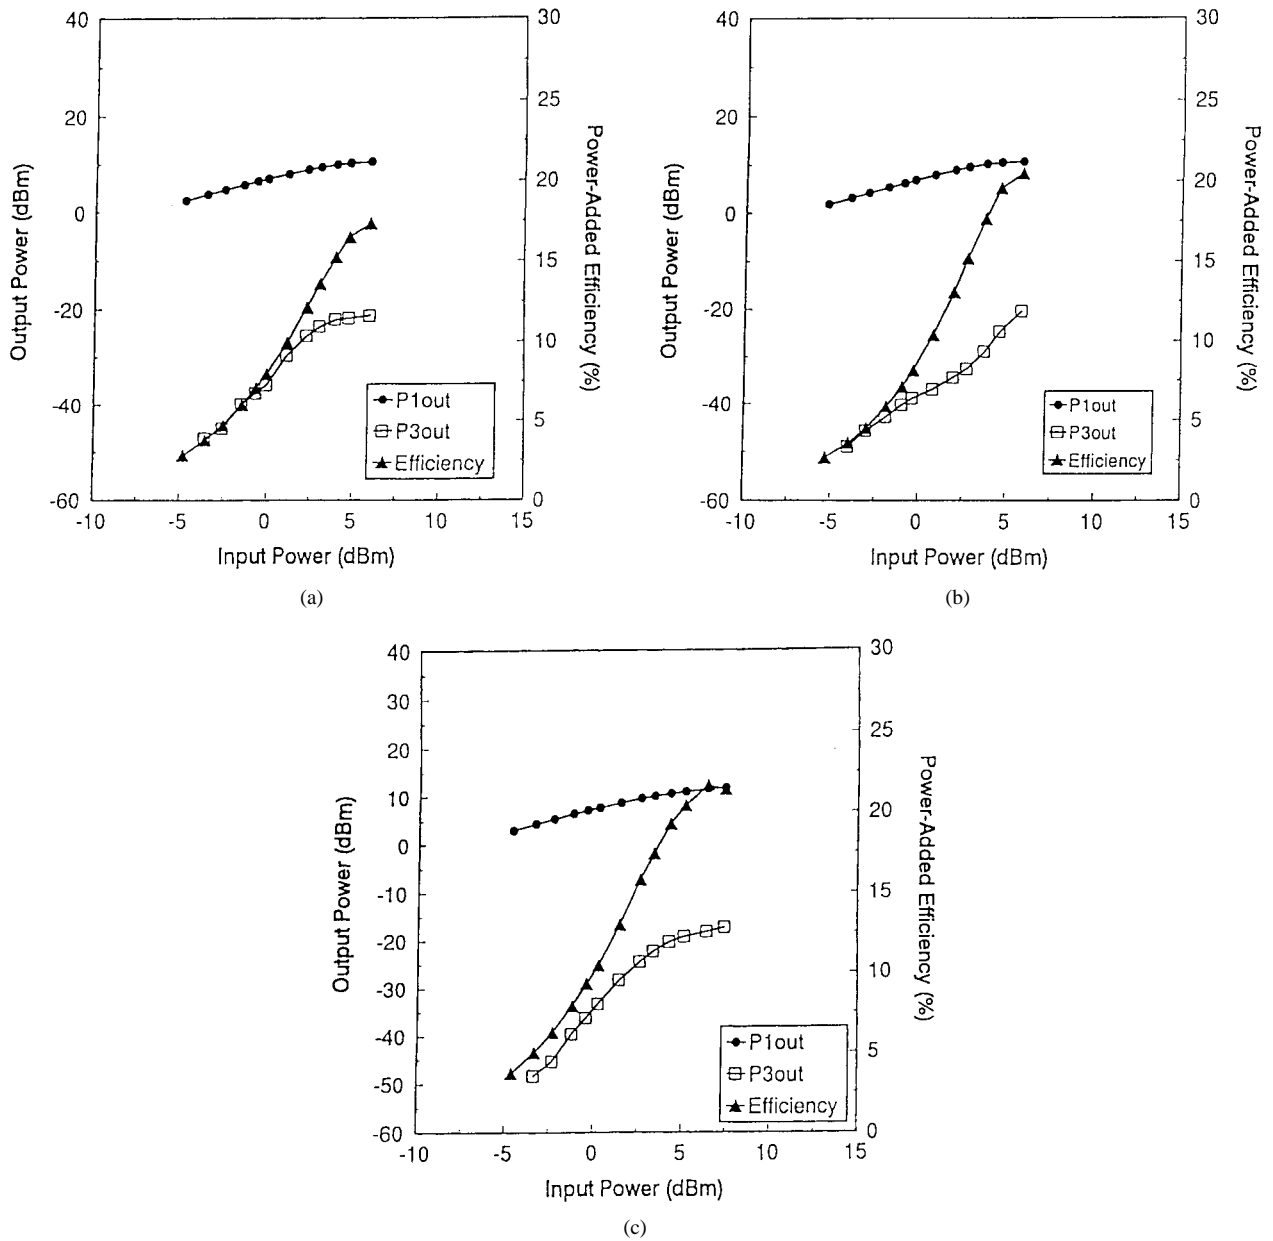 40
20
0
-20
-40
-60
Output Power (dBm)
30
25
20
15
10
5
0
Power-Added Efficiency (%)
P1out
P3out
Efficiency
-10 -5 0 5 10 15
Input Power (dBm)
(a)
40
20
0
-20
-40
-60
Output Power (dBm)
30
25
20
15
10
5
0
Power-Added Efficiency (%)
P1out
P3out
Efficiency
-10 -5 0 5 10 15
Input Power (dBm)
(b)
40
30
20
10
0
-10
-20
-30
-40
-50
-60
Output Power (dBm)
30
25
20
15
10
5
0
Power-Added Efficiency (%)
P1out
P3out
Efficiency
-10 -5 0 5 10 15
Input Power (dBm)
(c)